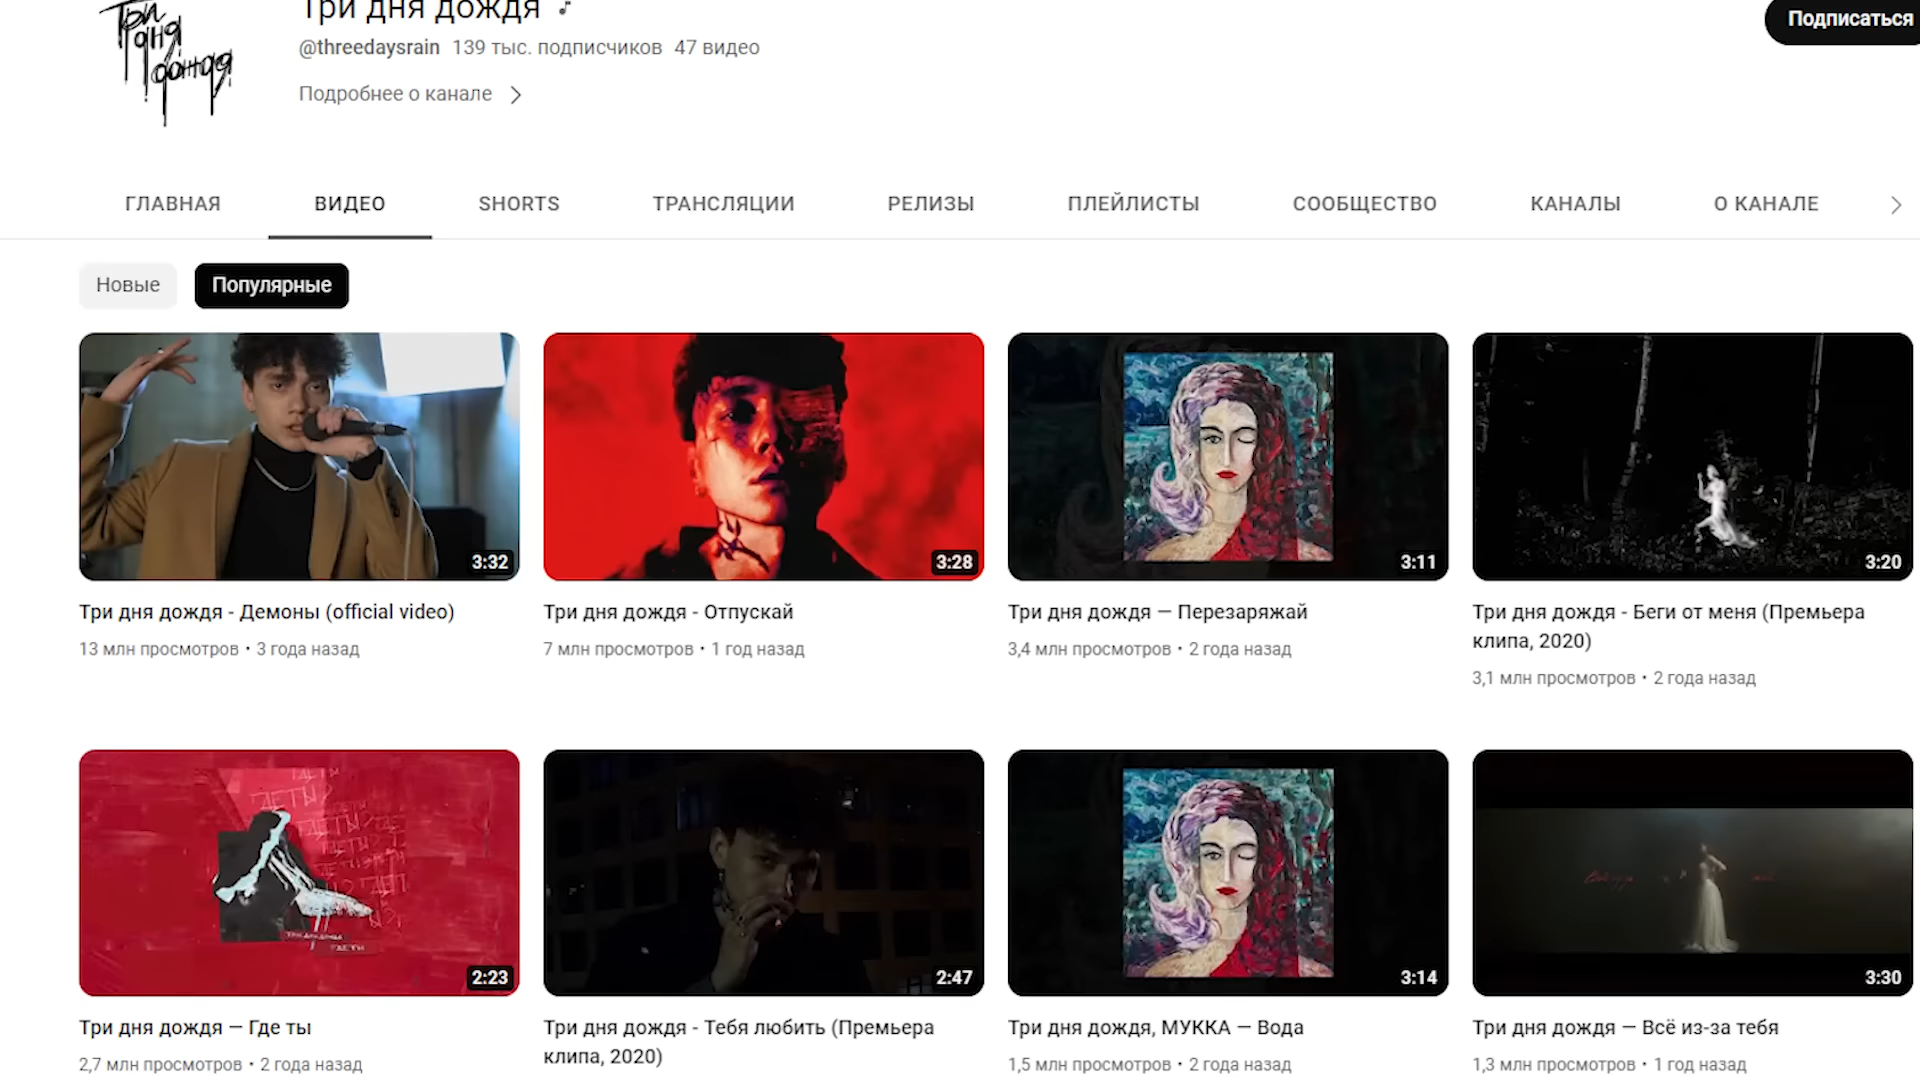 Три дня дождя
Три дня дождя
@threedaysrain 139 тыс. подписчиков 47 видео
Подробнее о канале
Подписаться
ГЛАВНАЯ ВИДЕО SHORTS ТРАНСЛЯЦИИ РЕЛИЗЫ ПЛЕЙЛИСТЫ СООБЩЕСТВО КАНАЛЫ О КАНАЛЕ
Новые Популярные
3:32 3:28 3:11 3:20
Три дня дождя - Демоны (official video)
13 млн просмотров • 3 года назад
Три дня дождя - Отпускай
7 млн просмотров • 1 год назад
Три дня дождя — Перезаряжай
3,4 млн просмотров • 2 года назад
Три дня дождя - Беги от меня (Премьера
клипа, 2020)
3,1 млн просмотров • 2 года назад
ГДЕ ТЫ?
2:23 2:47 3:14 3:30
Три дня дождя — Где ты
2,7 млн просмотров • 2 года назад
Три дня дождя - Тебя любить (Премьера
клипа, 2020)
Три дня дождя, МУККА — Вода
1,5 млн просмотров • 2 года назад
Три дня дождя — Всё из-за тебя
1,3 млн просмотров • 1 год назад